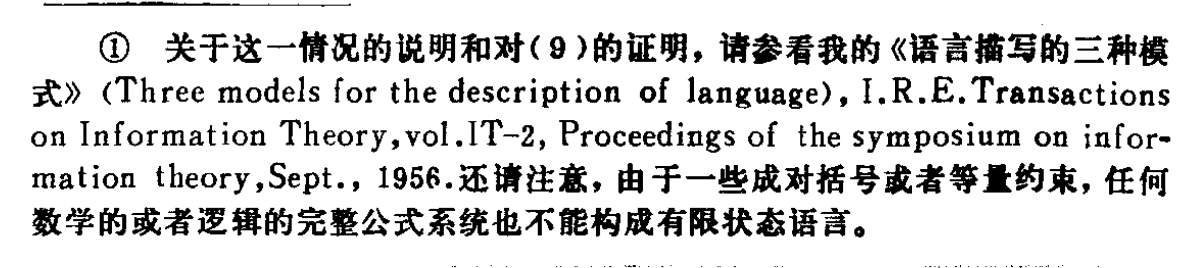 ① 关于这一情况的说明和对(9)的证明，请参看我的《语言描写的三种模
式》(Three models for the description of language), I.R.E.Transactions
on Information Theory,vol.IT-2, Proceedings of the symposium on infor-
mation theory,Sept., 1956.还请注意，由于一些成对括号或者等量约束，任何
数学的或者逻辑的完整公式系统也不能构成有限状态语言。